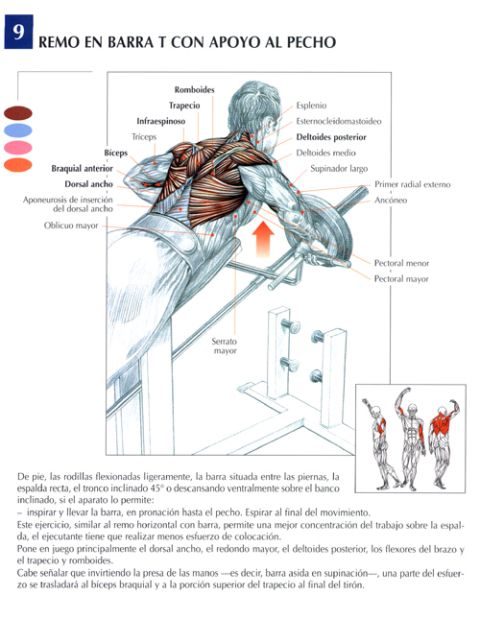 9
REMO EN BARRA T CON APOYO AL PECHO
Romboides
Trapecio
Infraespinoso
Tríceps
Bíceps
Braquial anterior
Dorsal ancho
Aponeurosis de inserción
del dorsal ancho
Oblicuo mayor
Esplenio
Esternocleidomastoideo
Deltoides posterior
Deltoides medio
Supinador largo
Primer radial externo
Ancóneo
Pectoral menor
Pectoral mayor
Serrato
mayor
De pie, las rodillas flexionadas ligeramente, la barra situada entre las piernas, la
espalda recta, el tronco inclinado 45° o descansando ventralmente sobre el banco
inclinado, si el aparato lo permite:
– inspirar y llevar la barra, en pronación hasta el pecho. Espirar al final del movimiento.
Este ejercicio, similar al remo horizontal con barra, permite una mejor concentración del trabajo sobre la espal-
da, el ejecutante tiene que realizar menos esfuerzo de colocación.
Pone en juego principalmente el dorsal ancho, el redondo mayor, el deltoides posterior, los flexores del brazo y
el trapecio y romboides.
Cabe señalar que invirtiendo la presa de las manos —es decir, barra asida en supinación—, una parte del esfuer-
zo se trasladará al bíceps braquial y a la porción superior del trapecio al final del tirón.